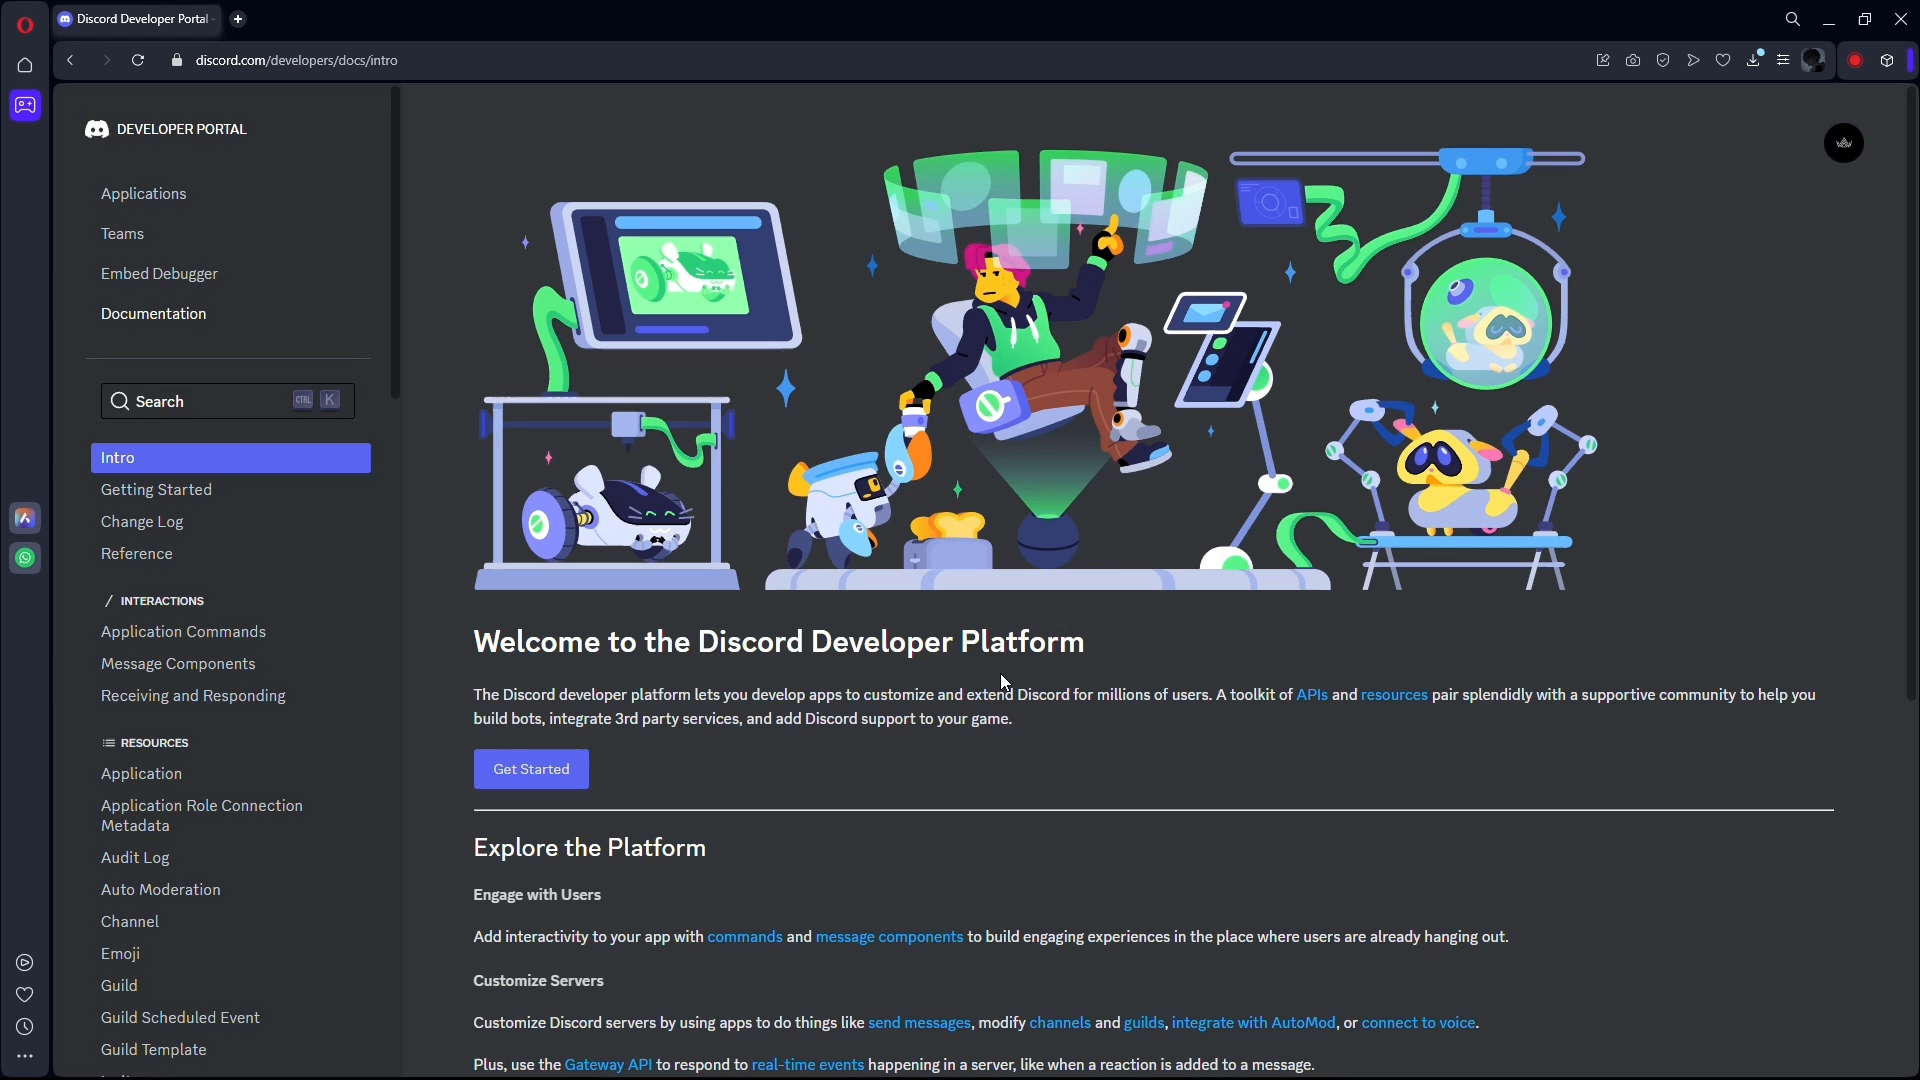 Discord Developer Portal -
discord.com/developers/docs/intro
DEVELOPER PORTAL
Applications
Teams
Embed Debugger
Documentation
Search
CTRL K
Intro
Getting Started
Change Log
Reference
INTERACTIONS
Application Commands
Message Components
Receiving and Responding
RESOURCES
Application
Application Role Connection
Metadata
Audit Log
Auto Moderation
Channel
Emoji
Guild
Guild Scheduled Event
Guild Template
Welcome to the Discord Developer Platform
The Discord developer platform lets you develop apps to customize and extend Discord for millions of users. A toolkit of APIs and resources pair splendidly with a supportive community to help you
build bots, integrate 3rd party services, and add Discord support to your game.
Get Started
Explore the Platform
Engage with Users
Add interactivity to your app with commands and message components to build engaging experiences in the place where users are already hanging out.
Customize Servers
Customize Discord servers by using apps to do things like send messages, modify channels and guilds, integrate with AutoMod, or connect to voice.
Plus, use the Gateway API to respond to real-time events happening in a server, like when a reaction is added to a message.